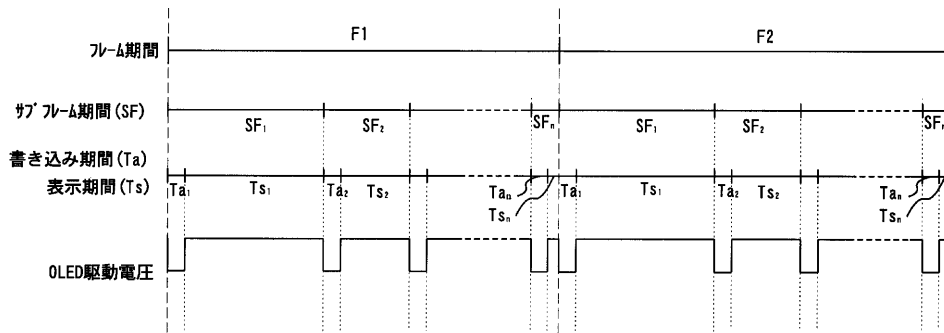 F1 F2
フレーム期間
サブフレーム期間(SF)
SF₁ SF₂ SFₙ SF₁ SF₂ SFₙ
書き込み期間(Ta)
表示期間(Ts)
Ta₁ Ts₁ Ta₂ Ts₂ Taₙ Ta₁ Ts₁ Ta₂ Ts₂ Taₙ
Tsₙ Tsₙ
OLED駆動電圧